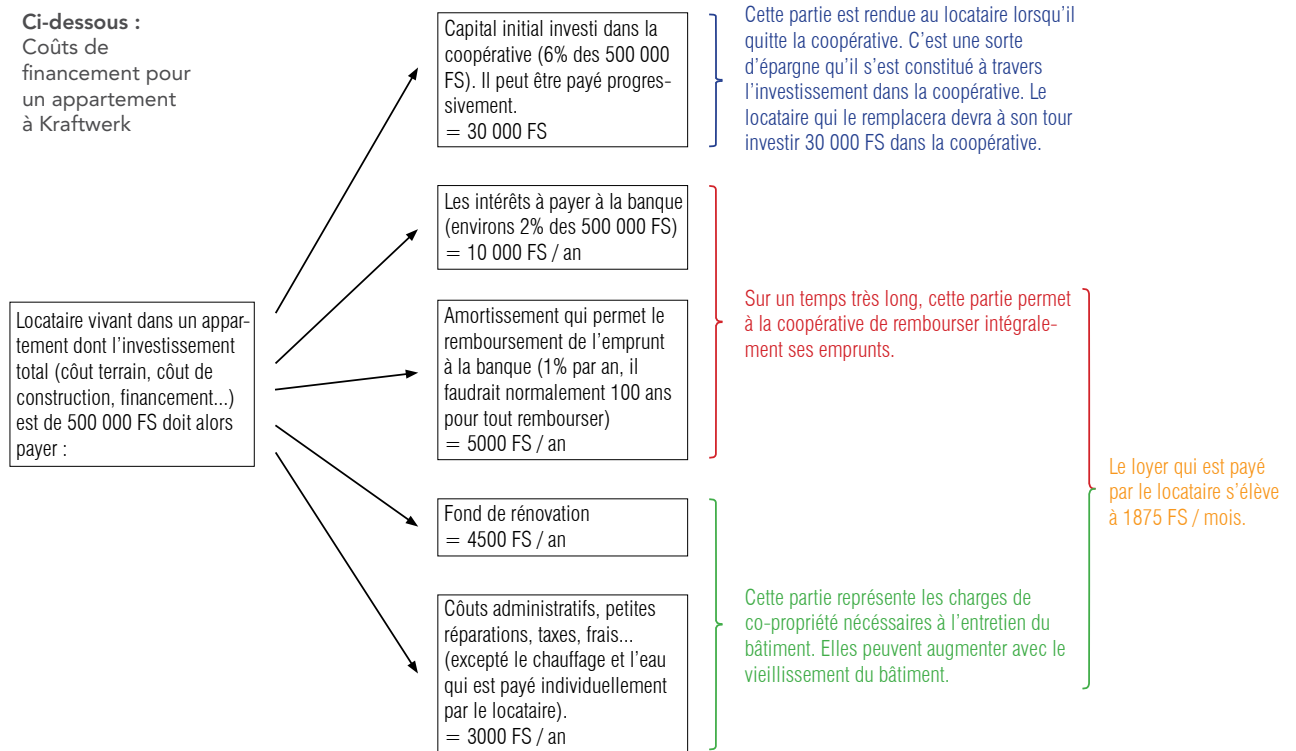 Ci-dessous :
Coûts de
financement pour
un appartement
à Kraftwerk
Locataire vivant dans un appar-
tement dont l'investissement
total (côut terrain, côut de
construction, financement...)
est de 500 000 FS doit alors
payer :
Capital initial investi dans la
coopérative (6% des 500 000
FS). Il peut être payé progres-
sivement.
= 30 000 FS
Cette partie est rendue au locataire lorsqu'il
quitte la coopérative. C'est une sorte
d'épargne qu'il s'est constitué à travers
l'investissement dans la coopérative. Le
locataire qui le remplacera devra à son tour
investir 30 000 FS dans la coopérative.
Les intérêts à payer à la banque
(environs 2% des 500 000 FS)
= 10 000 FS / an
Amortissement qui permet le
remboursement de l'emprunt
à la banque (1% par an, il
faudrait normalement 100 ans
pour tout rembourser)
= 5000 FS / an
Sur un temps très long, cette partie permet
à la coopérative de rembourser intégrale-
ment ses emprunts.
Fond de rénovation
= 4500 FS / an
Côuts administratifs, petites
réparations, taxes, frais...
(excepté le chauffage et l'eau
qui est payé individuellement
par le locataire).
= 3000 FS / an
Cette partie représente les charges de
co-propriété nécéssaires à l'entretien du
bâtiment. Elles peuvent augmenter avec le
vieillissement du bâtiment.
Le loyer qui est payé
par le locataire s'élève
à 1875 FS / mois.